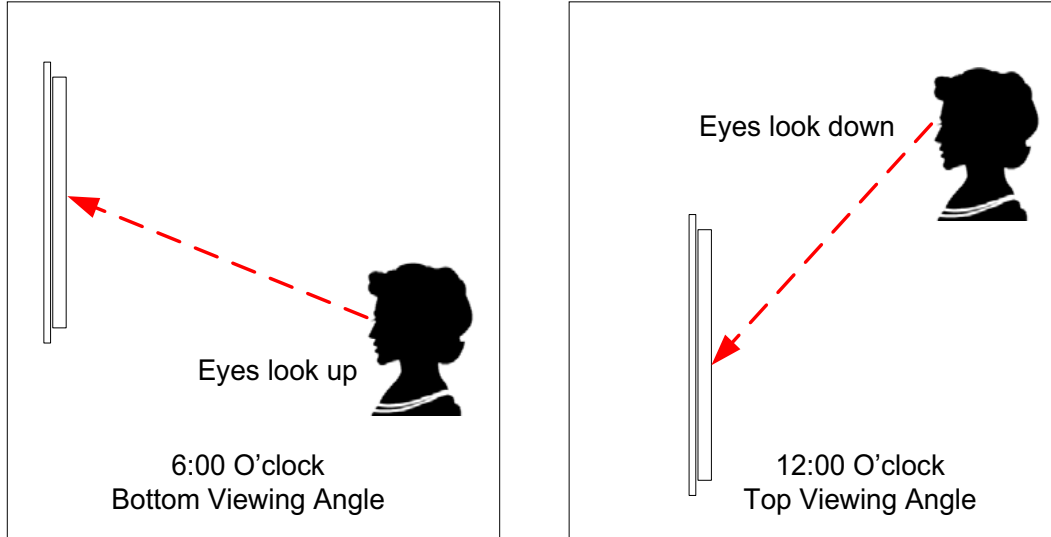 Eyes look up
6:00 O’clock
Bottom Viewing Angle
Eyes look down
12:00 O’clock
Top Viewing Angle